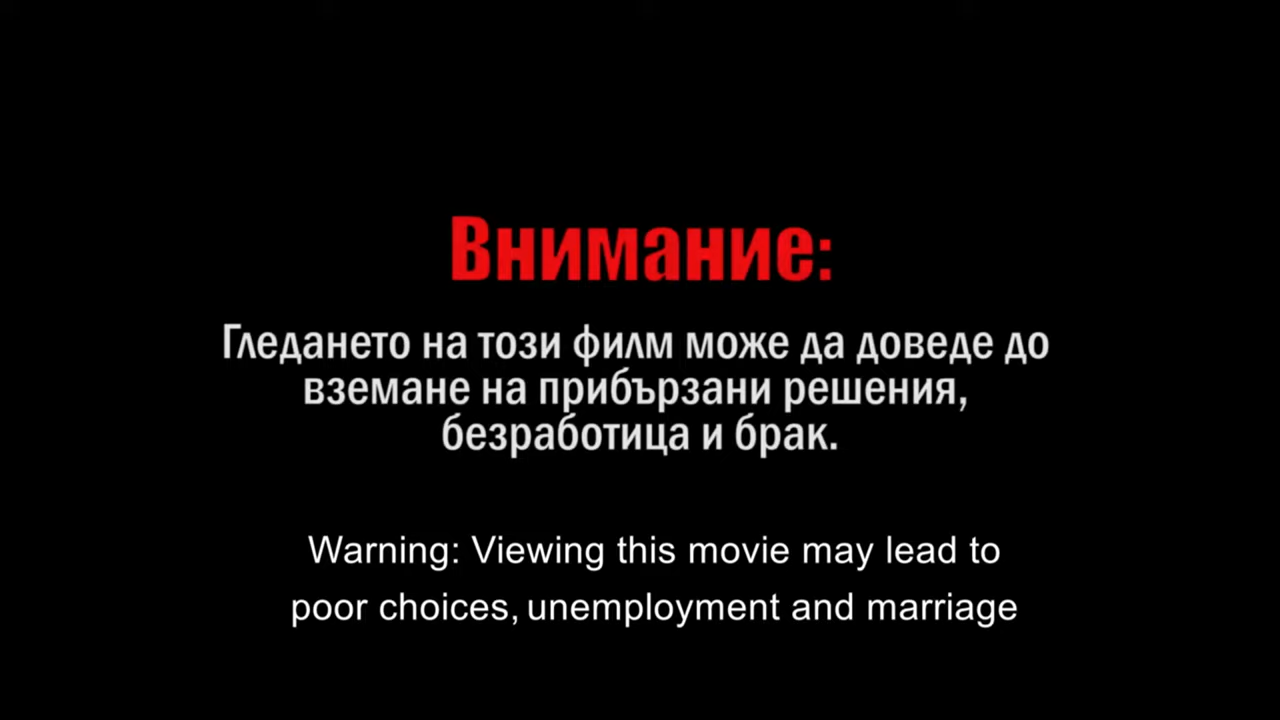 Внимание:
Гледането на този филм може да доведе до
вземане на прибързани решения,
безработица и брак.
Warning: Viewing this movie may lead to
poor choices, unemployment and marriage